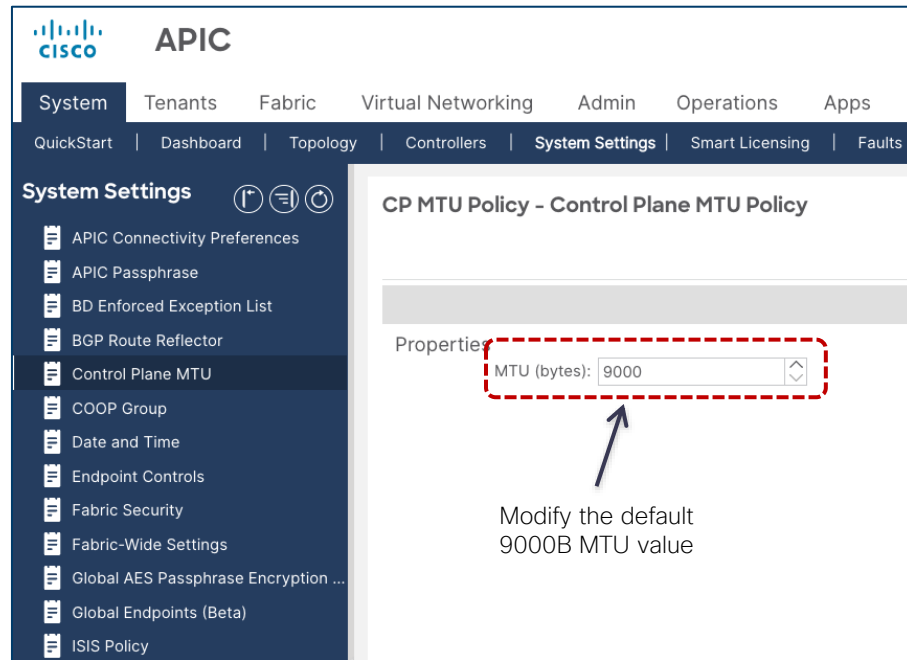 CISCO
APIC
System Tenants Fabric Virtual Networking Admin Operations Apps
QuickStart | Dashboard | Topology | Controllers | System Settings | Smart Licensing | Faults
System Settings
APIC Connectivity Preferences
APIC Passphrase
BD Enforced Exception List
BGP Route Reflector
Control Plane MTU
COOP Group
Date and Time
Endpoint Controls
Fabric Security
Fabric-Wide Settings
Global AES Passphrase Encryption ...
Global Endpoints (Beta)
ISIS Policy
CP MTU Policy - Control Plane MTU Policy
Properties
MTU (bytes): 9000
Modify the default
9000B MTU value